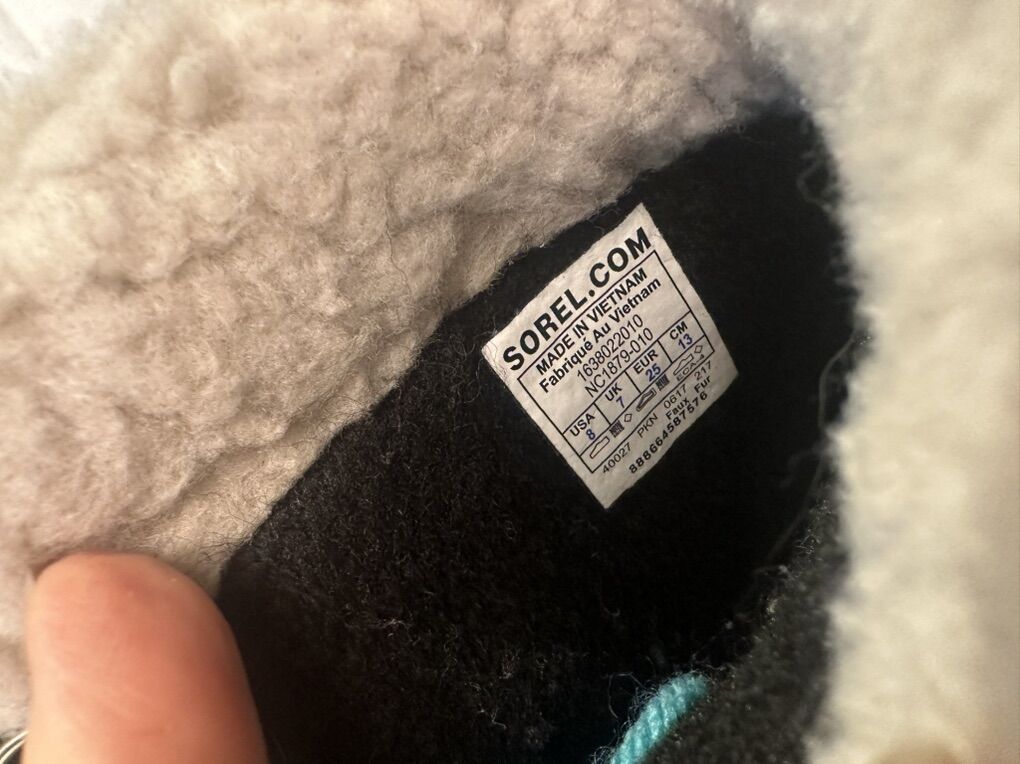 SOREL.COM
MADE IN VIETNAM
Fabriqué Au Vietnam
1638022010
NC1879-010
USA UK EUR CM
8 7 25 13
40027 PKN 0617 217
Faux Fur
888664587576